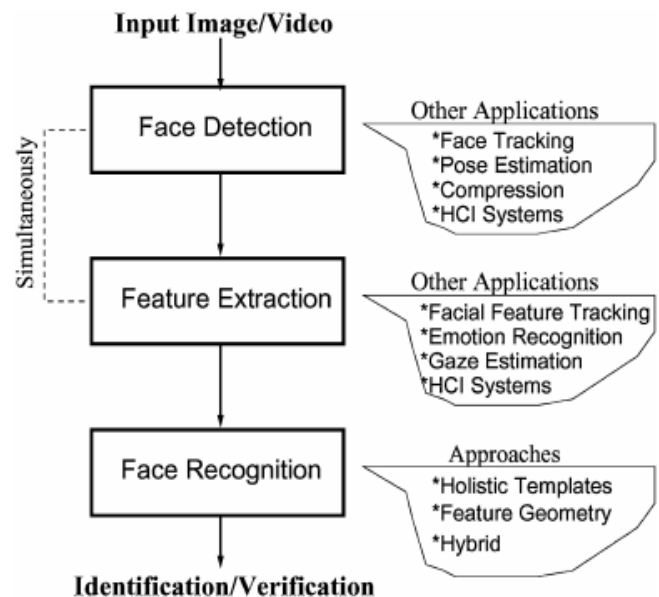 Input Image/Video
Simultaneously
Face Detection
Other Applications
*Face Tracking
*Pose Estimation
*Compression
*HCI Systems
Feature Extraction
Other Applications
*Facial Feature Tracking
*Emotion Recognition
*Gaze Estimation
*HCI Systems
Face Recognition
Approaches
*Holistic Templates
*Feature Geometry
*Hybrid
Identification/Verification